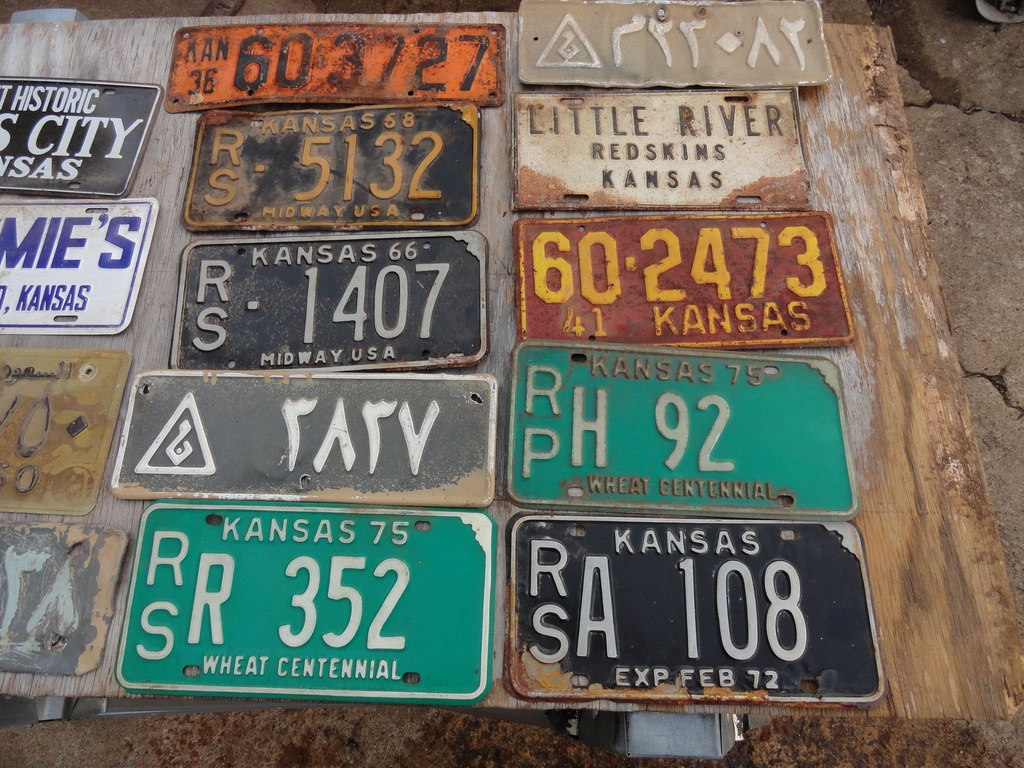 T HISTORIC
S CITY
NSAS
MIE'S
, KANSAS
السعود
KAN
36
60-3727
KANSAS 68
RS-5132
MIDWAY USA
KANSAS 66
RS-1407
MIDWAY USA
ج
٣٨٣٧
KANSAS 75
RS R 352
WHEAT CENTENNIAL
LITTLE RIVER
REDSKINS
KANSAS
60-2473
41 KANSAS
KANSAS 75
RP H 92
WHEAT CENTENNIAL
KANSAS
RS A 108
EXP FEB 72